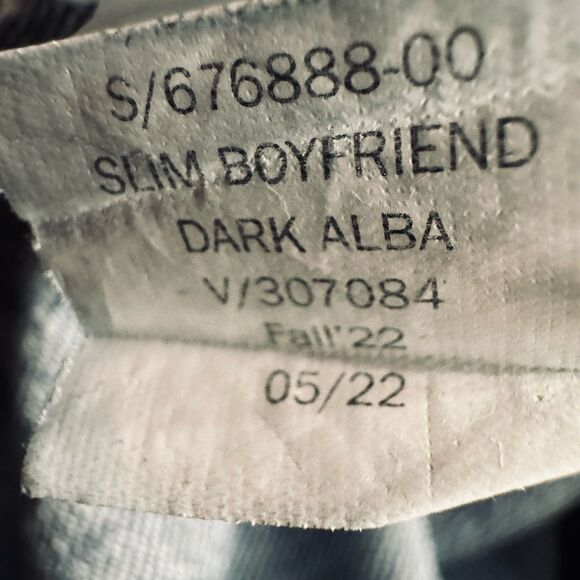 S/676888-00
SLIM BOYFRIEND
DARK ALBA
V/307084
Fall'22
05/22